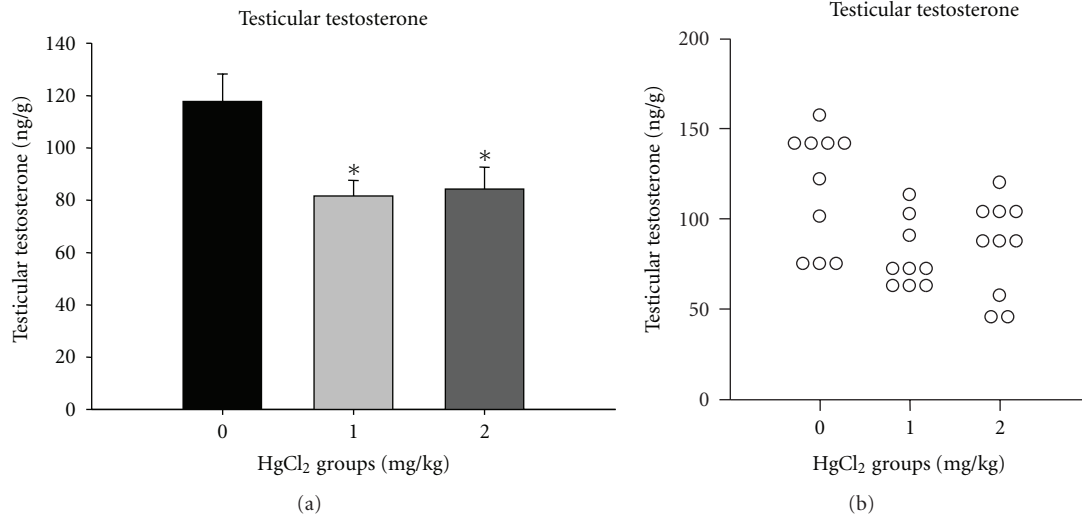 Testicular testosterone
Testicular testosterone (ng/g)
140
120
100
80
60
40
20
0
*
*
0 1 2
HgCl₂ groups (mg/kg)
(a)
Testicular testosterone
Testicular testosterone (ng/g)
200
150
100
50
0
0 1 2
HgCl₂ groups (mg/kg)
(b)